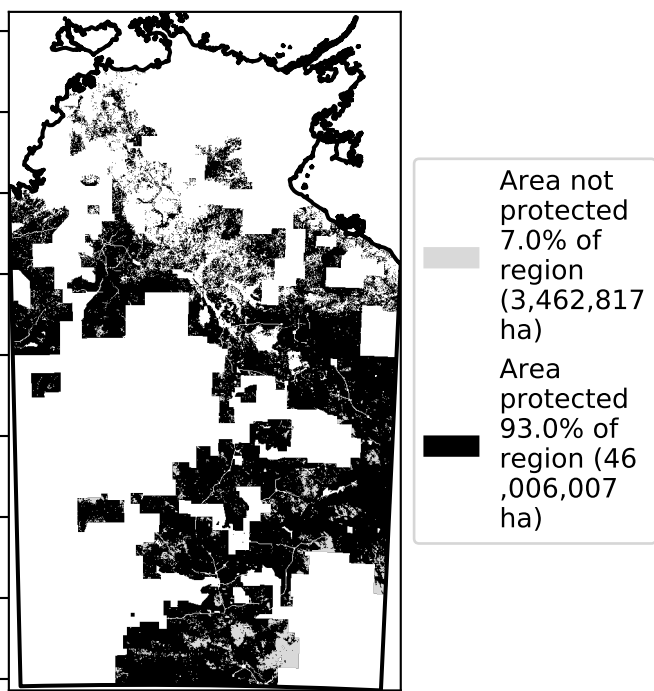 Area not
protected
7.0% of
region
(3,462,817
ha)
Area
protected
93.0% of
region (46
,006,007
ha)